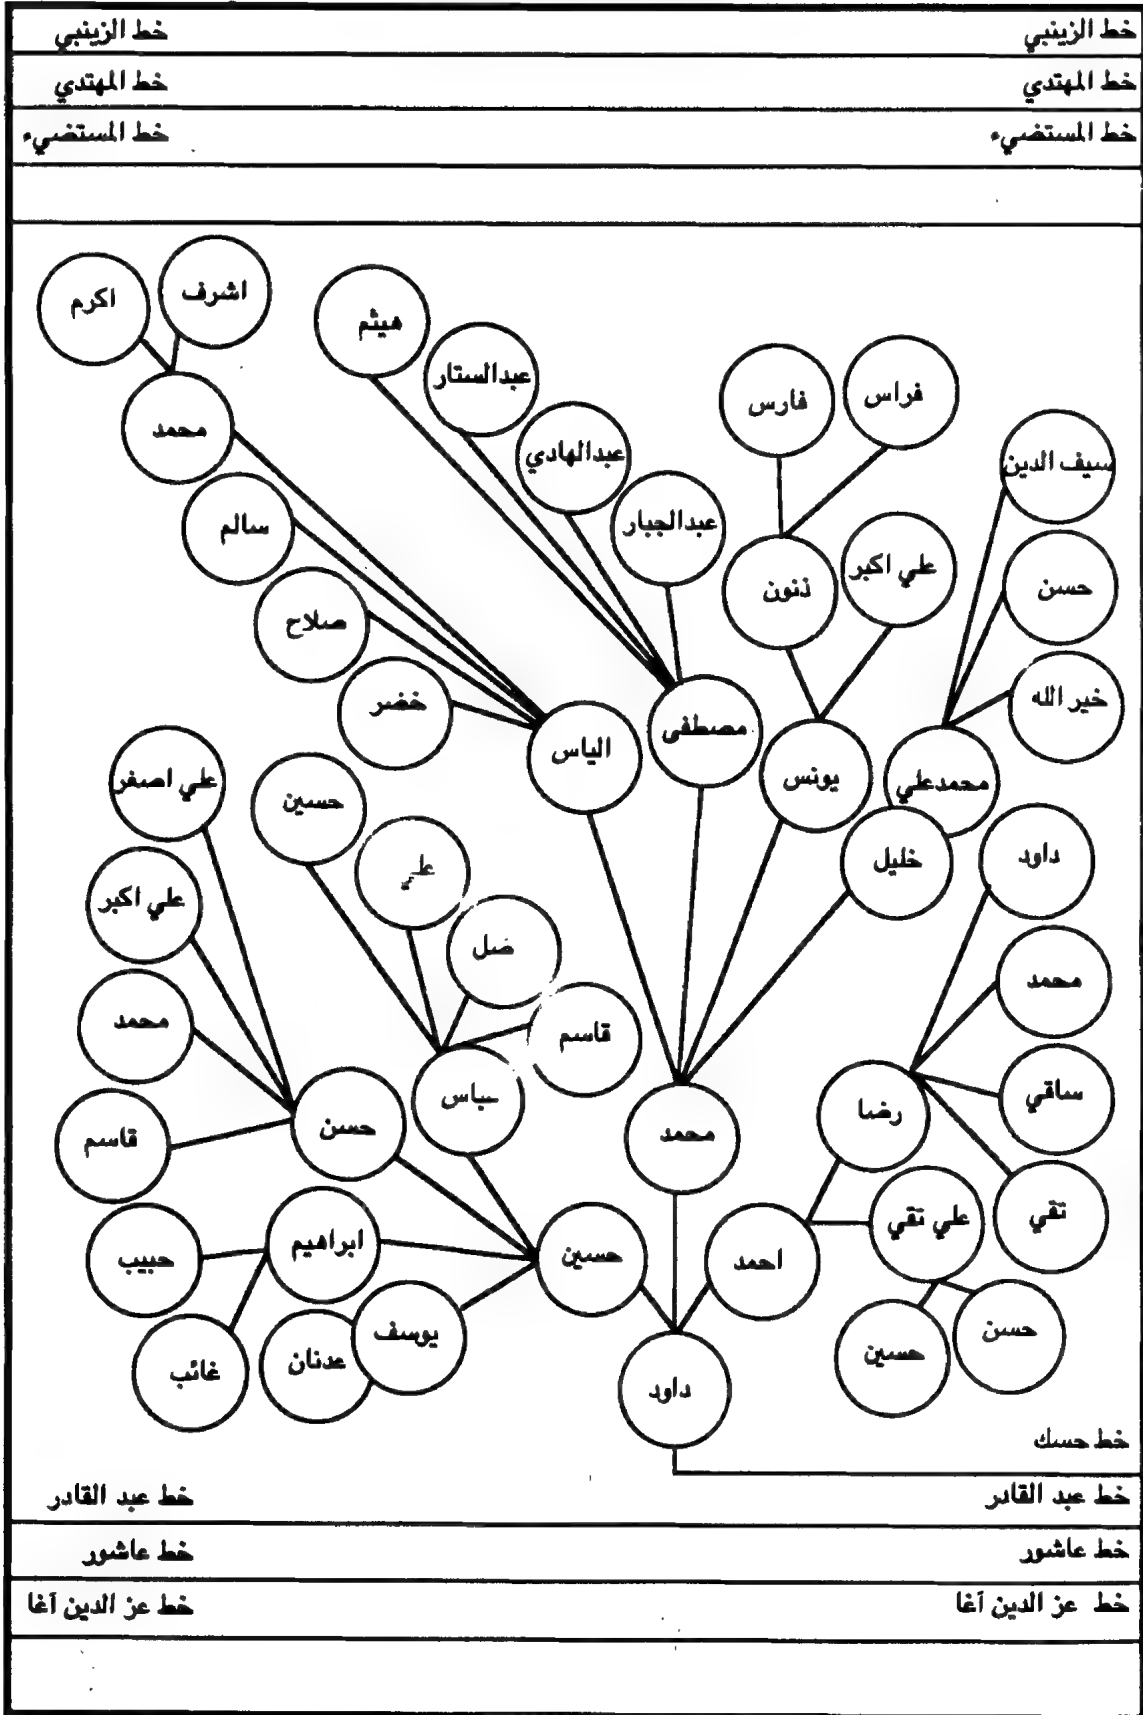 خط الزينبي خط الزينبي
خط المهتدي خط المهتدي
خط المستضيء خط المستضيء
اشرف
اكرم
هيثم
عبدالستار
فراس
فارس
محمد
عبدالهادي
سيف الدين
سالم
عبدالجبار
علي اكبر
ذنون
حسن
صلاح
خضر
خير الله
مصطفى
الياس
يونس
محمدعلي
علي اصغر
حسين
خليل
داود
علي
علي اكبر
محمد
محمد
قاسم
ساقي
رضا
محمد
حسن
قاسم
تقي
علي تقي
احمد
حسين
ابراهيم
حبيب
حسن
حسين
يوسف
عدنان
غائب
داود
خط حسك
خط عبد القادر خط عبد القادر
خط عاشور خط عاشور
خط عز الدين آغا خط عز الدين آغا